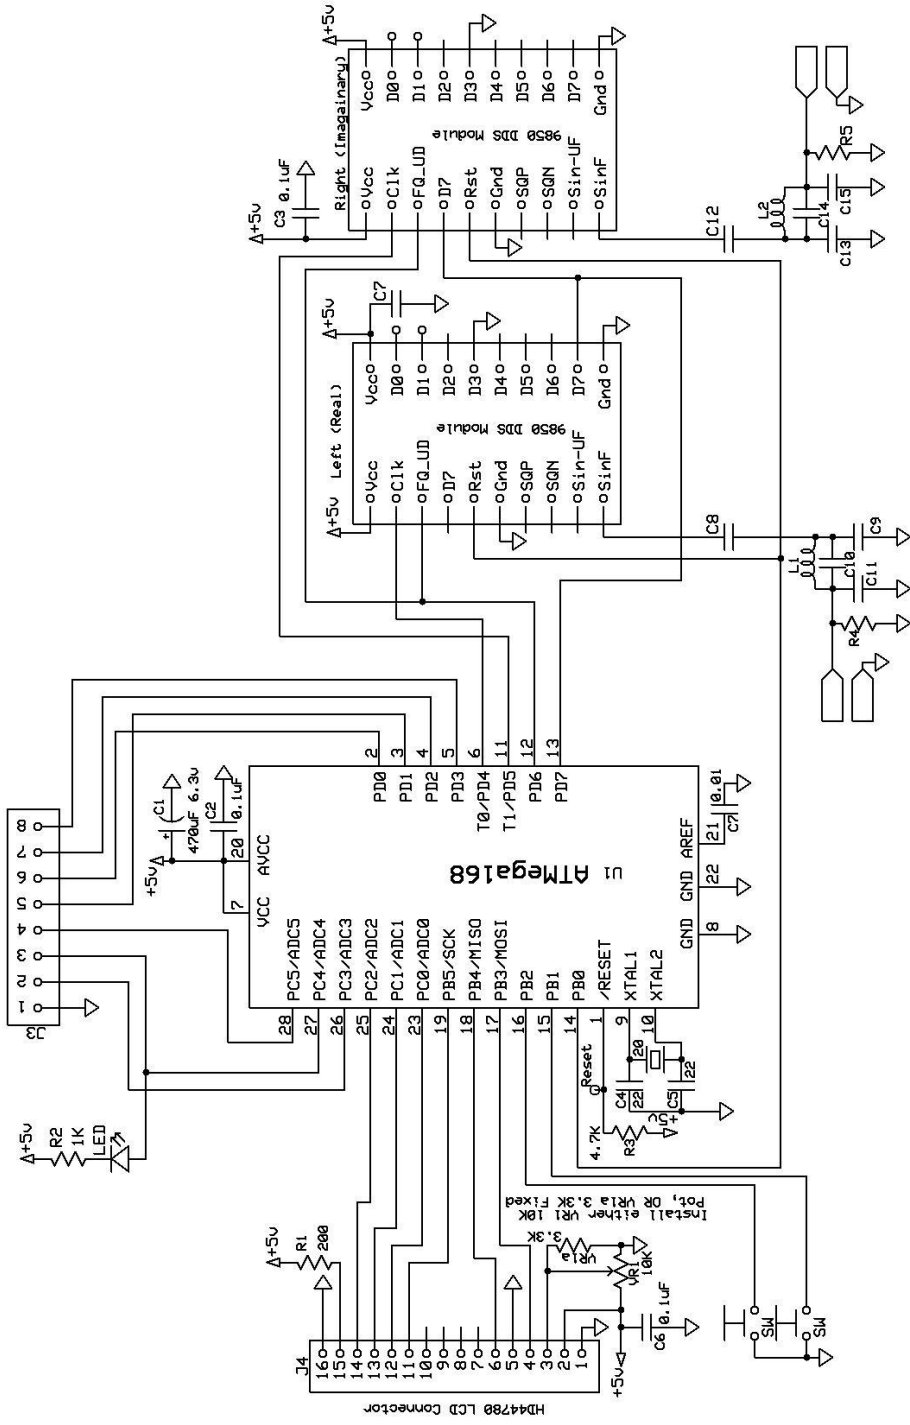 +5v
Right (Imagainary)
Vcc
D0
D1
D2
D3
D4
D5
D6
D7
Gnd
9850 DDS Module
Vcc
Clk
FQ_UD
D7
Rst
Gnd
SQP
SQN
Sin-UF
SinF
+5v
C3
0.1uF
C12
L2
C14
C13
C15
R5
+5v
C7
Left (Real)
Vcc
D0
D1
D2
D3
D4
D5
D6
D7
Gnd
9850 DDS Module
+5v
Vcc
Clk
FQ_UD
D7
Rst
Gnd
SQP
SQN
Sin-UF
SinF
C8
L1
C10
C9
C11
R4
J3
8
7
6
5
4
3
2
1
+5v
C1
470uF 6.3v
C2
0.1uF
20
AVCC
7
VCC
2
PD0
3
PD1
4
PD2
5
PD3
6
T0/PD4
11
T1/PD5
12
PD6
13
PD7
U1
ATMega168
AREF
21
C7
0.01
GND
22
GND
8
PC5/ADC5
28
PC4/ADC4
27
PC3/ADC3
26
PC2/ADC2
25
PC1/ADC1
24
PC0/ADC0
23
PB5/SCK
19
PB4/MISO
18
PB3/MOSI
17
PB2
16
PB1
15
PB0
14
/RESET
1
XTAL1
9
XTAL2
10
Reset
20
C4
22
C5
22
4.7K
R3
+5v
R2
1K
LED
+5v
R1
200
Install either VR1 10K
Pot, OR VR1a 3.3K Fixed
3.3K
VR1a
VR1
10K
C6
0.1uF
+5v
J4
16
15
14
13
12
11
10
9
8
7
6
5
4
3
2
1
HD44780 LCD Connector
SW
SW